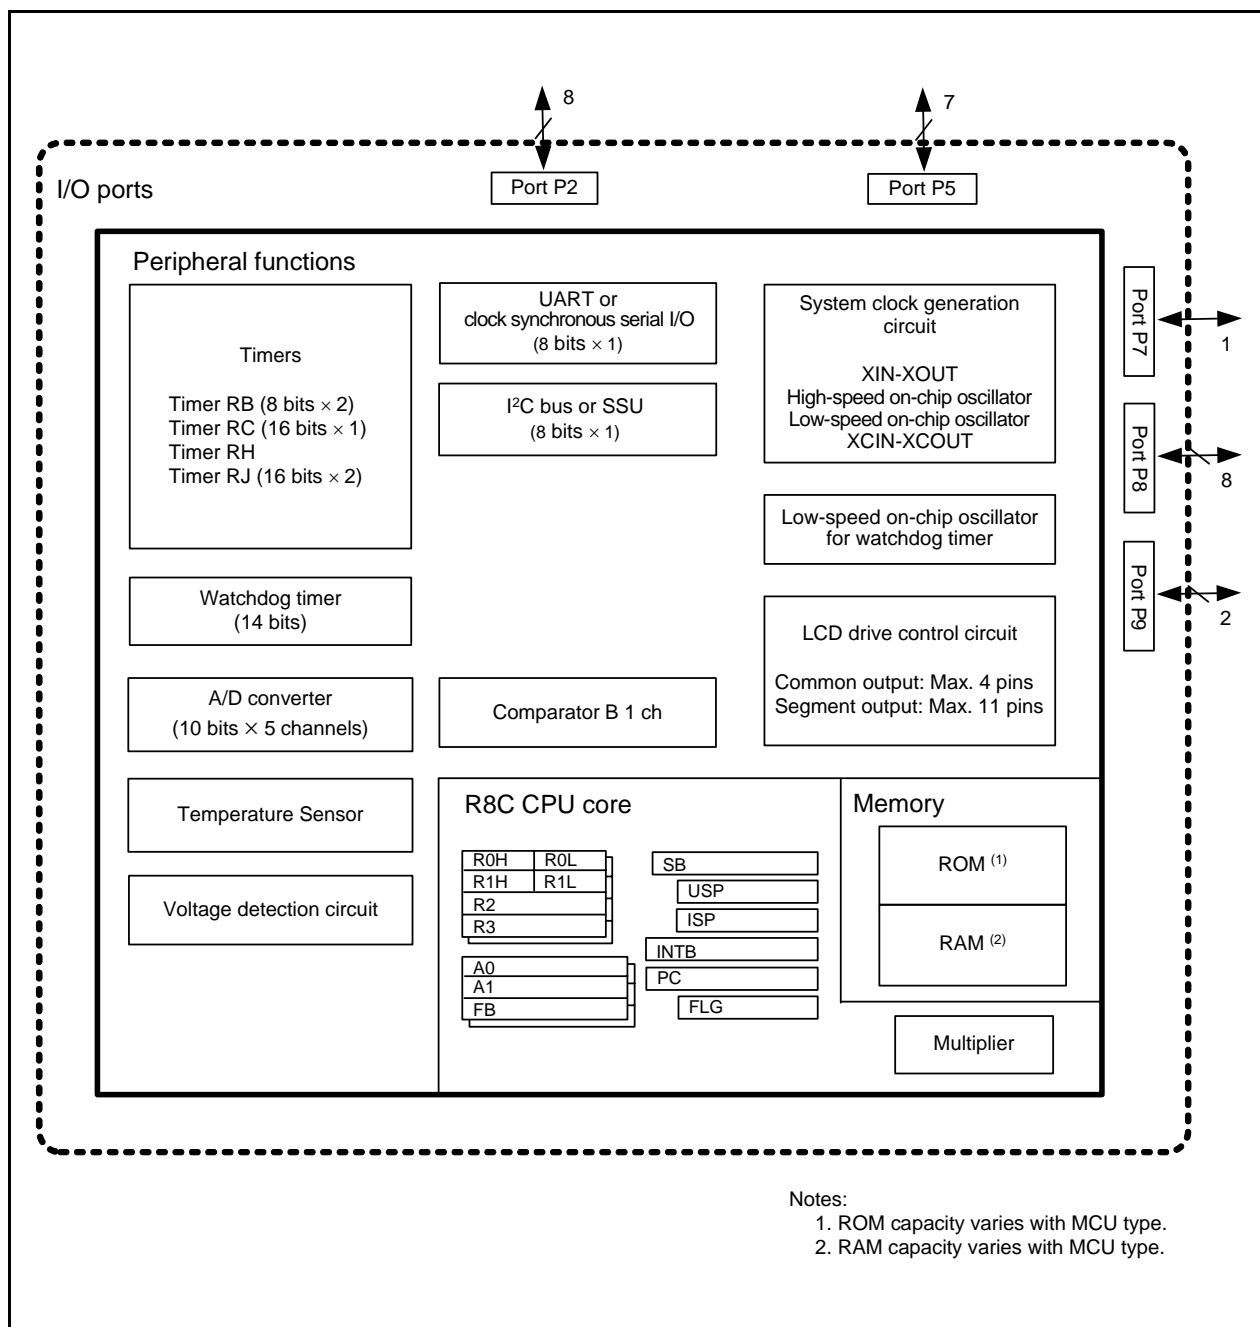 8
7
I/O ports
Port P2
Port P5
Peripheral functions
Timers
Timer RB (8 bits × 2)
Timer RC (16 bits × 1)
Timer RH
Timer RJ (16 bits × 2)
UART or
clock synchronous serial I/O
(8 bits × 1)
I²C bus or SSU
(8 bits × 1)
System clock generation
circuit
XIN-XOUT
High-speed on-chip oscillator
Low-speed on-chip oscillator
XCIN-XCOUT
Port P7
1
Port P8
8
Port P9
2
Low-speed on-chip oscillator
for watchdog timer
Watchdog timer
(14 bits)
LCD drive control circuit
Common output: Max. 4 pins
Segment output: Max. 11 pins
A/D converter
(10 bits × 5 channels)
Comparator B 1 ch
Temperature Sensor
Voltage detection circuit
R8C CPU core
R0H R0L
R1H R1L
R2
R3
A0
A1
FB
SB
USP
ISP
INTB
PC
FLG
Memory
ROM (1)
RAM (2)
Multiplier
Notes:
1. ROM capacity varies with MCU type.
2. RAM capacity varies with MCU type.